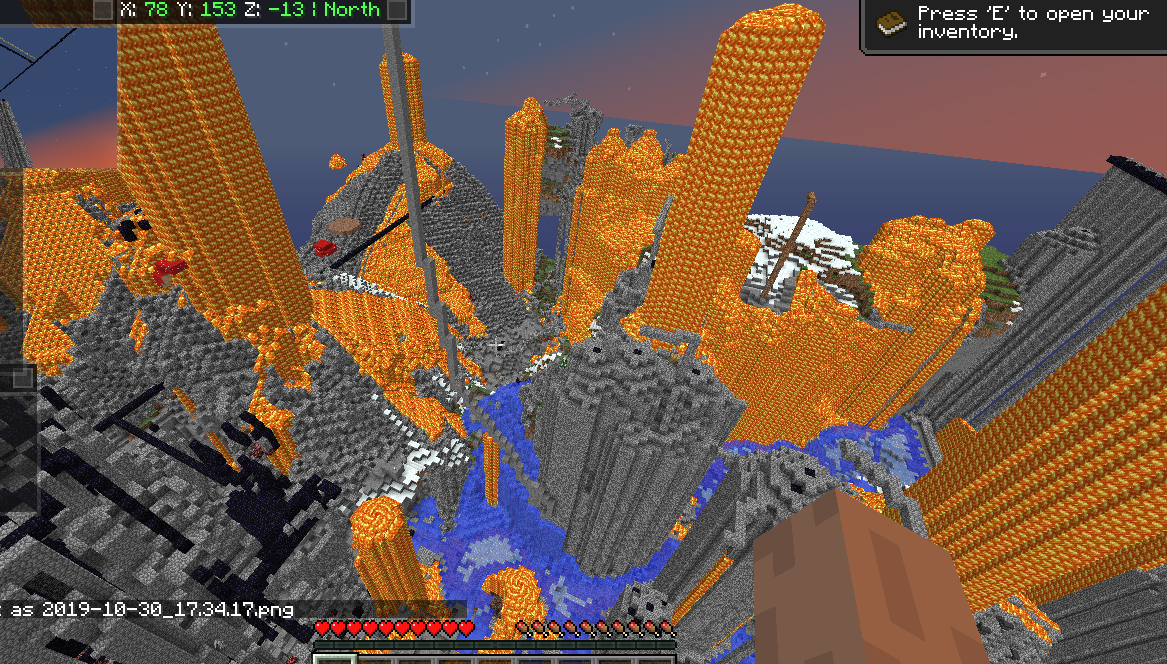 X: 78 Y: 153 Z: -13 | North
Press 'E' to open your
inventory.
as 2019-10-30_17.34.17.png